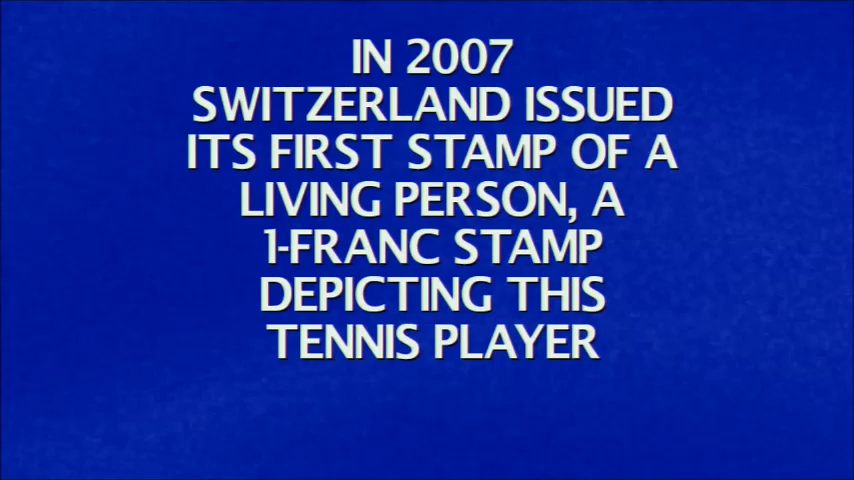 IN 2007
SWITZERLAND ISSUED
ITS FIRST STAMP OF A
LIVING PERSON, A
1-FRANC STAMP
DEPICTING THIS
TENNIS PLAYER